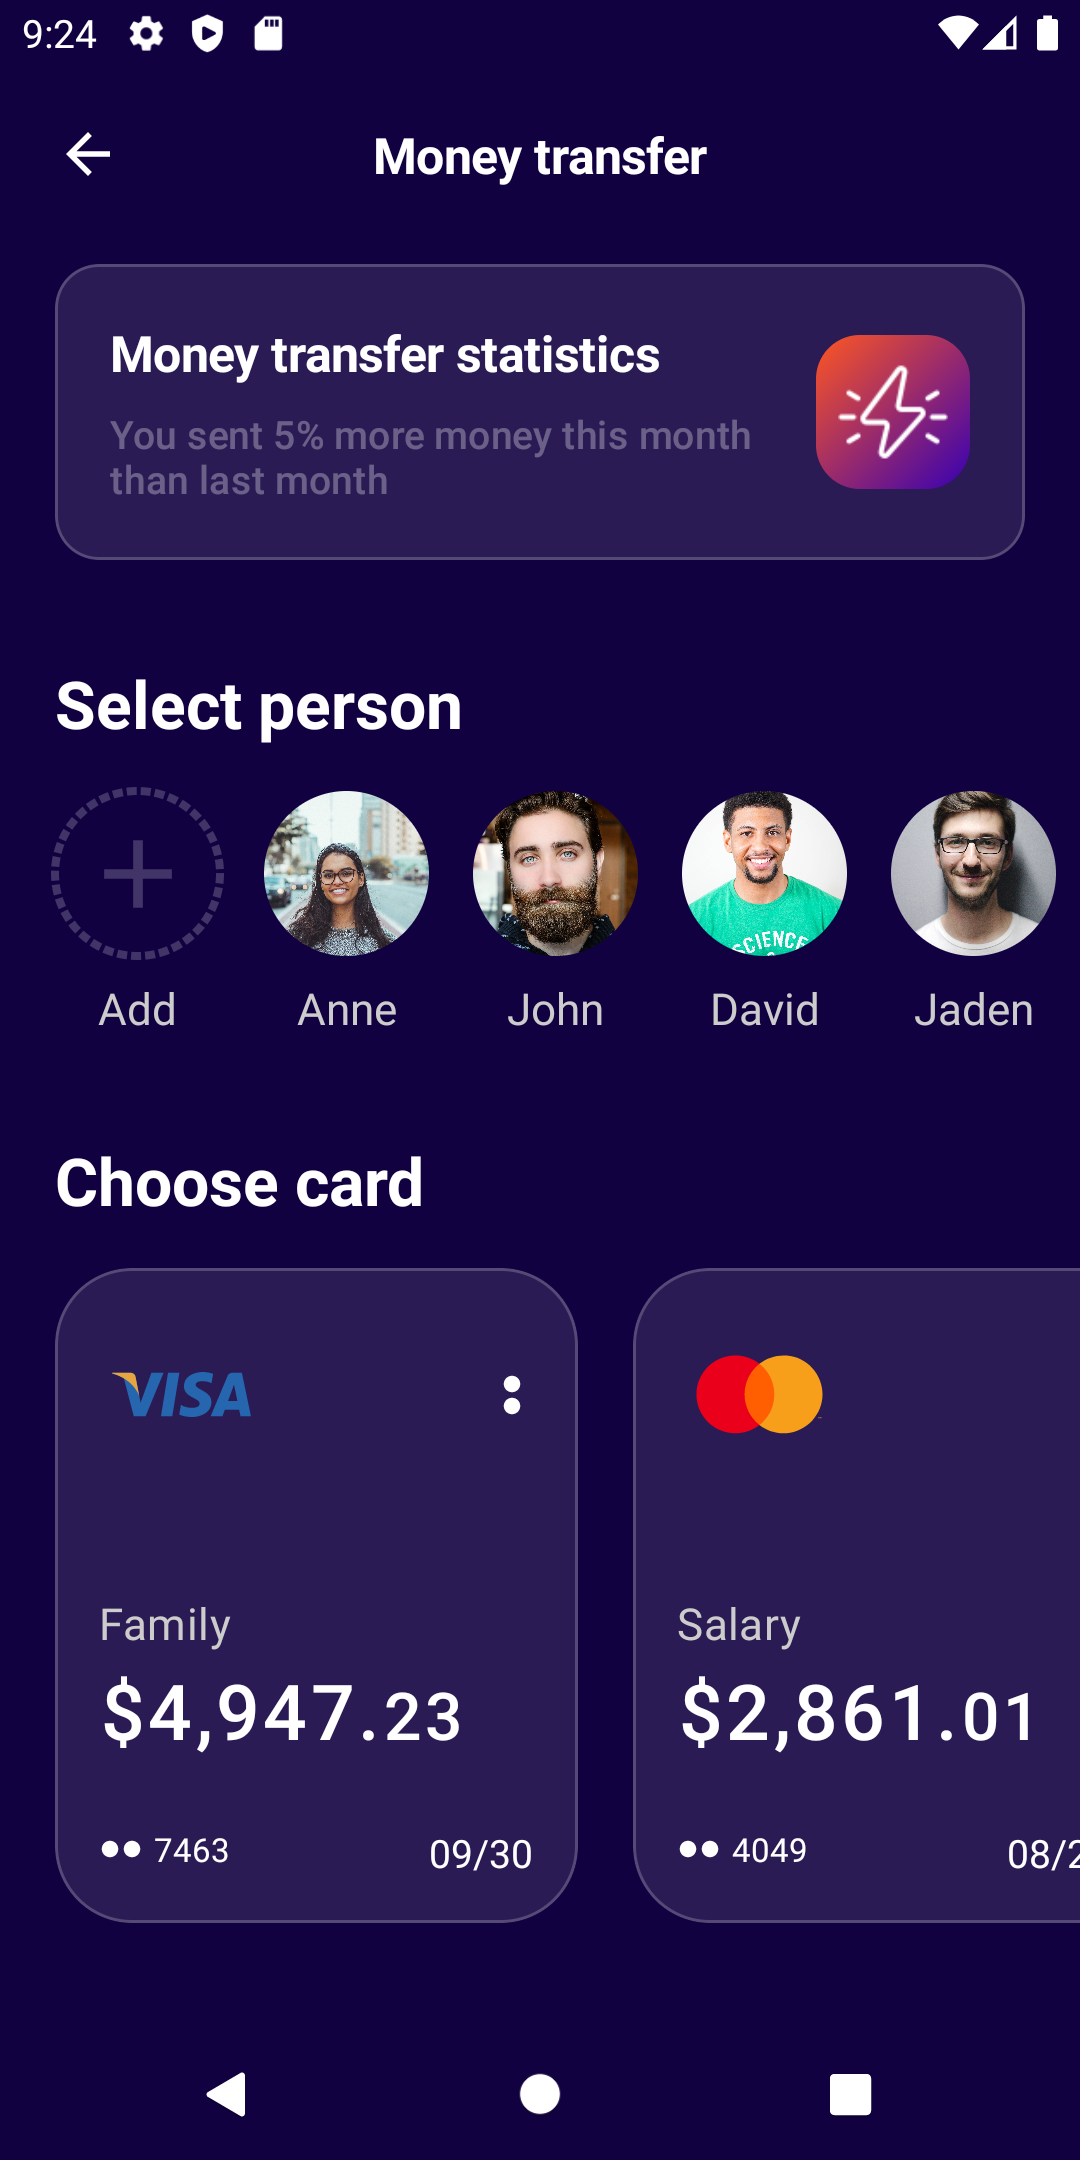 9:24
Money transfer
Money transfer statistics
You sent 5% more money this month
than last month
Select person
SCIENCE
Add
Anne
John
David
Jaden
Choose card
VISA
Family
$4,947.23
7463
09/30
Salary
$2,861.01
4049
08/2